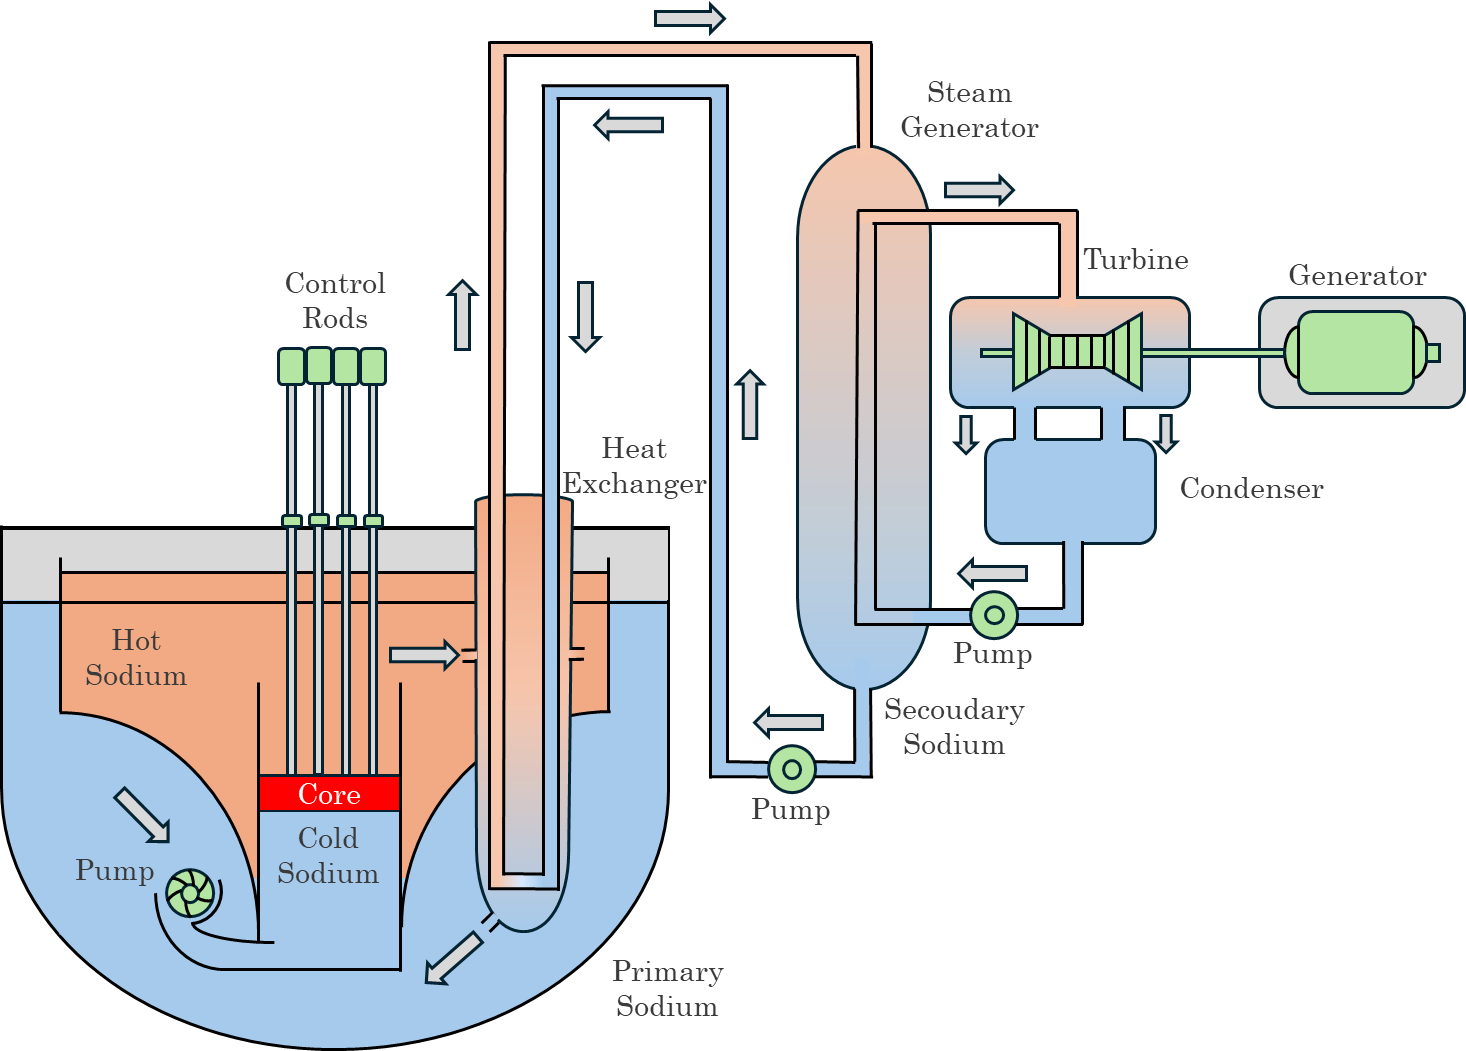 Steam
Generator
Turbine
Generator
Control
Rods
Heat
Exchanger
Condenser
Hot
Sodium
Pump
Secoudary
Sodium
Core
Pump
Cold
Sodium
Pump
Primary
Sodium